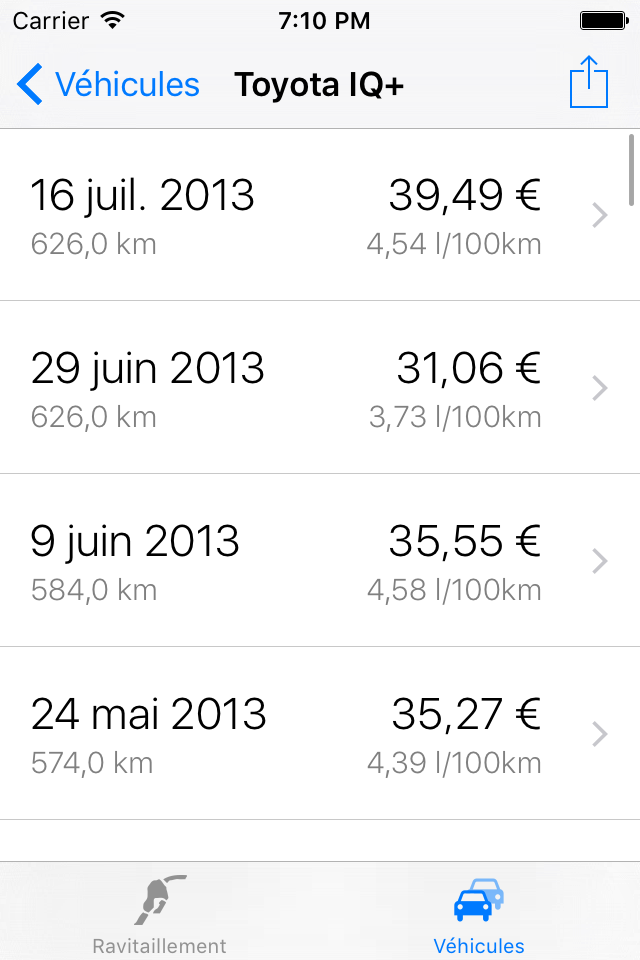 Carrier 7:10 PM
Véhicules Toyota IQ+
16 juil. 2013 39,49 €
626,0 km 4,54 l/100km
29 juin 2013 31,06 €
626,0 km 3,73 l/100km
9 juin 2013 35,55 €
584,0 km 4,58 l/100km
24 mai 2013 35,27 €
574,0 km 4,39 l/100km
Ravitaillement Véhicules